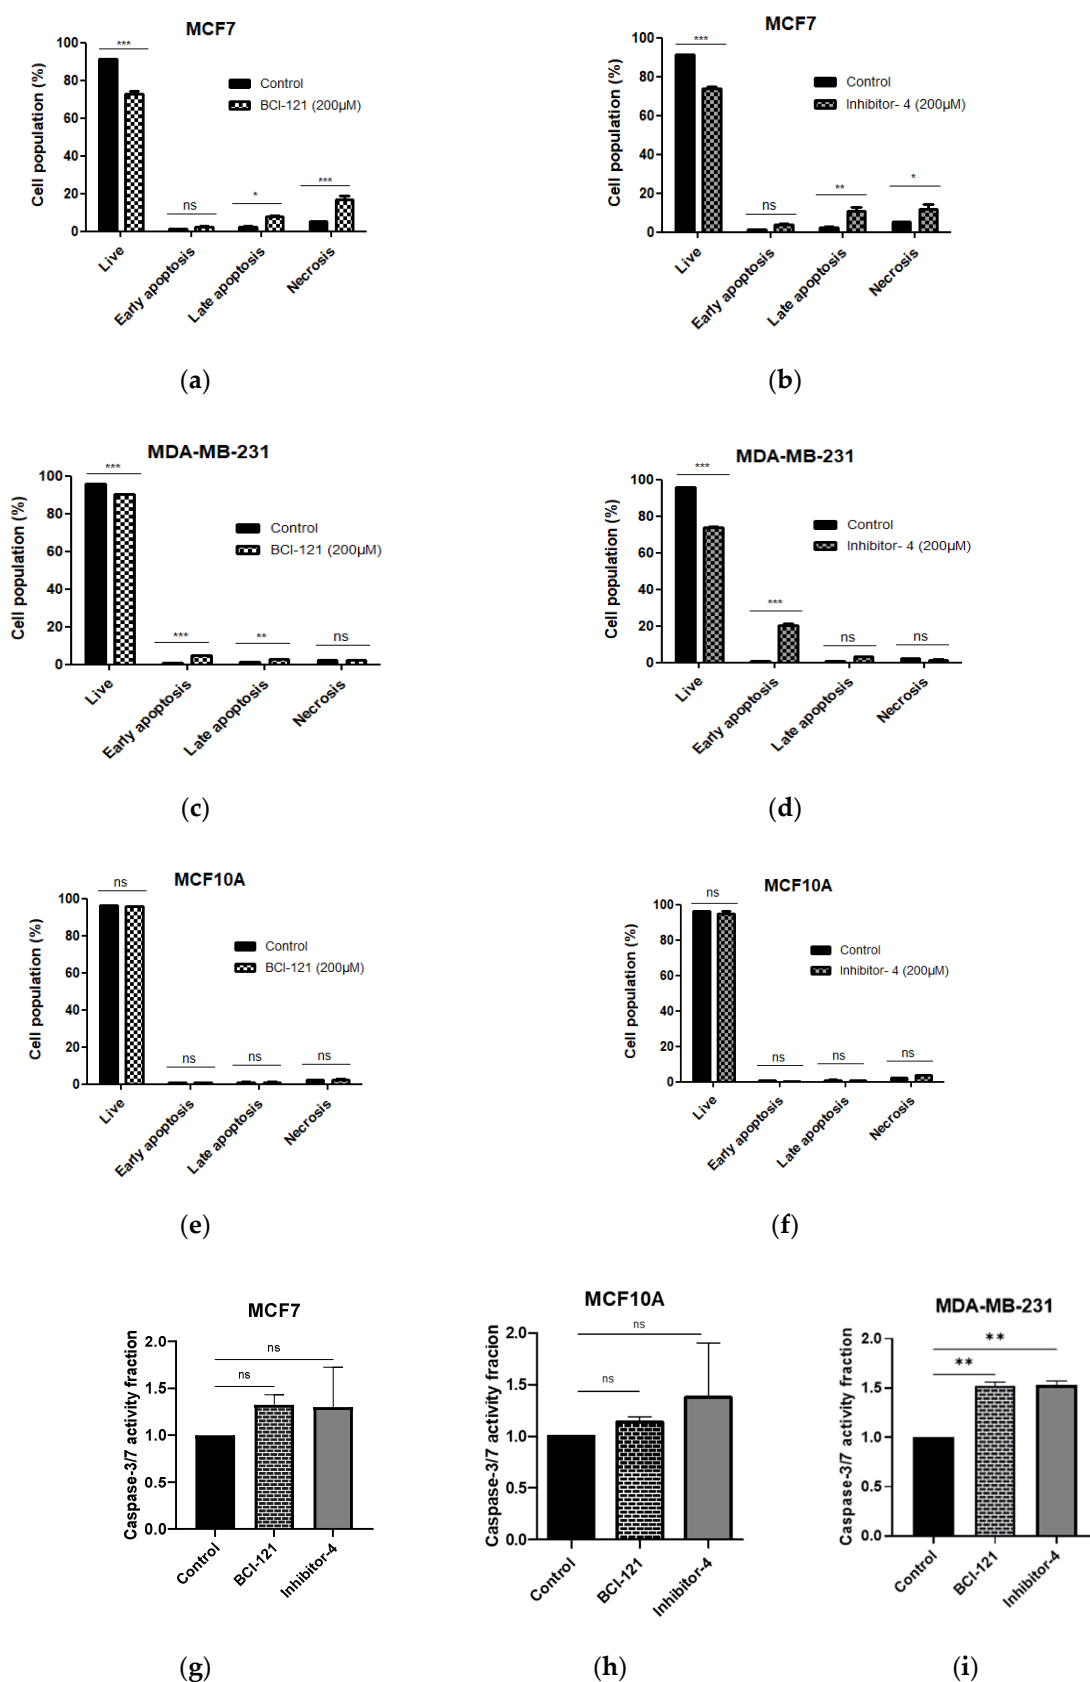 MCF7
Cell population (%)
100
80
60
40
20
0
***
ns
*
***
Control
BCI-121 (200µM)
Live
Early apoptosis
Late apoptosis
Necrosis
(a)
MCF7
Cell population (%)
100
80
60
40
20
0
***
ns
**
*
Control
Inhibitor- 4 (200µM)
Live
Early apoptosis
Late apoptosis
Necrosis
(b)
MDA-MB-231
Cell population (%)
100
80
60
40
20
0
***
***
**
ns
Control
BCI-121 (200µM)
Live
Early apoptosis
Late apoptosis
Necrosis
(c)
MDA-MB-231
Cell population (%)
100
80
60
40
20
0
***
***
ns
ns
Control
Inhibitor- 4 (200µM)
Live
Early apoptosis
Late apoptosis
Necrosis
(d)
MCF10A
Cell population (%)
100
80
60
40
20
0
ns
ns
ns
ns
Control
BCI-121 (200µM)
Live
Early apoptosis
Late apoptosis
Necrosis
(e)
MCF10A
Cell population (%)
100
80
60
40
20
0
ns
ns
ns
ns
Control
Inhibitor- 4 (200µM)
Live
Early apoptosis
Late apoptosis
Necrosis
(f)
MCF7
Caspase-3/7 activity fraction
2.0
1.5
1.0
0.5
0.0
ns
ns
Control
BCI-121
Inhibitor-4
(g)
MCF10A
Caspase-3/7 activity fracion
2.0
1.5
1.0
0.5
0.0
ns
ns
Control
BCI-121
Inhibitor-4
(h)
MDA-MB-231
Caspase-3/7 activity fraction
2.0
1.5
1.0
0.5
0.0
**
**
Control
BCI-121
Inhibitor-4
(i)